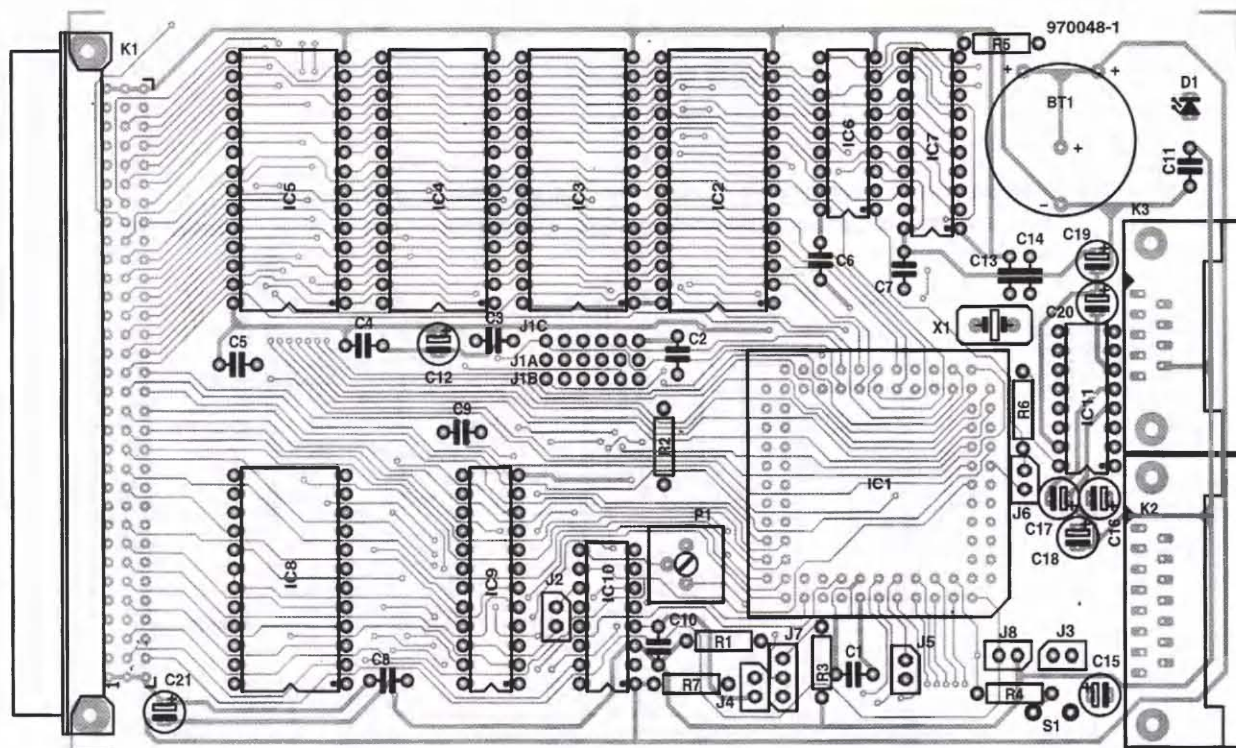 K1
970048-1
R5
+
+
BT1
D1
+
-
C11
K3
IC5
IC4
IC3
IC2
IC6
IC7
C6
C7
C13
C14
C19
C20
X1
C4
C3
J1C
C5
C12
J1A
J1B
C2
C9
R2
IC1
R6
IC11
J6
C17
C16
C18
K2
P1
IC8
IC9
J2
IC10
C10
R1
J7
R3
C1
J5
J8
J3
C15
C21
C8
R7
J4
R4
S1
1